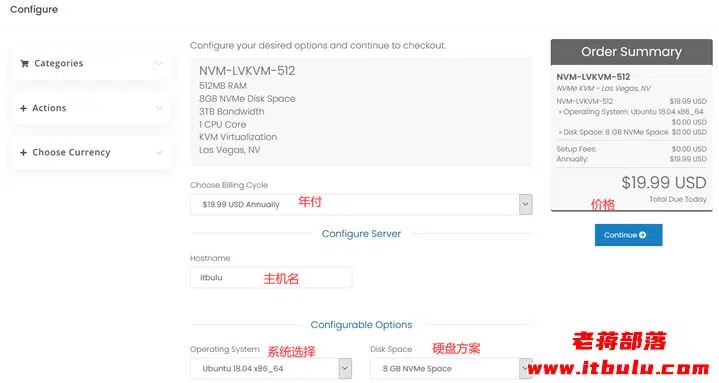 Configure
Categories
Actions
Choose Currency
Configure your desired options and continue to checkout.
NVM-LVKVM-512
512MB RAM
8GB NVMe Disk Space
3TB Bandwidth
1 CPU Core
KVM Virtualization
Las Vegas, NV
Choose Billing Cycle
$19.99 USD Annually
年付
Configure Server
Hostname
itbulu
主机名
Configurable Options
Operating System
系统选择
Disk Space
硬盘方案
Ubuntu 18.04 x86_64
8 GB NVMe Space
Order Summary
NVM-LVKVM-512
NVMe KVM - Las Vegas, NV
NVM-LVKVM-512 $19.99 USD
» Operating System: Ubuntu 18.04 x86_64
$0.00 USD
» Disk Space: 8 GB NVMe Space $0.00 USD
Setup Fees: $0.00 USD
Annually: $19.99 USD
$19.99 USD
价格
Total Due Today
Continue
老蒋部落
www.itbulu.com